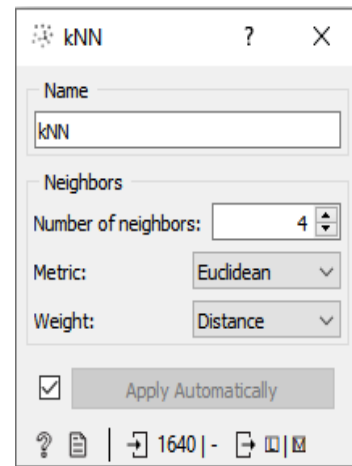 kNN ? X
Name
kNN
Neighbors
Number of neighbors: 4
Metric: Euclidean
Weight: Distance
Apply Automatically
? 1640 | - L | M